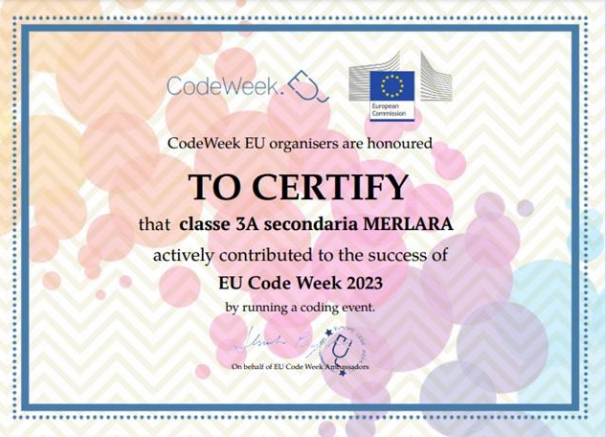 CodeWeek.EU
European
Commission
CodeWeek EU organisers are honoured
TO CERTIFY
that classe 3A secondaria MERLARA
actively contributed to the success of
EU Code Week 2023
by running a coding event.
On behalf of EU Code Week Ambassadors